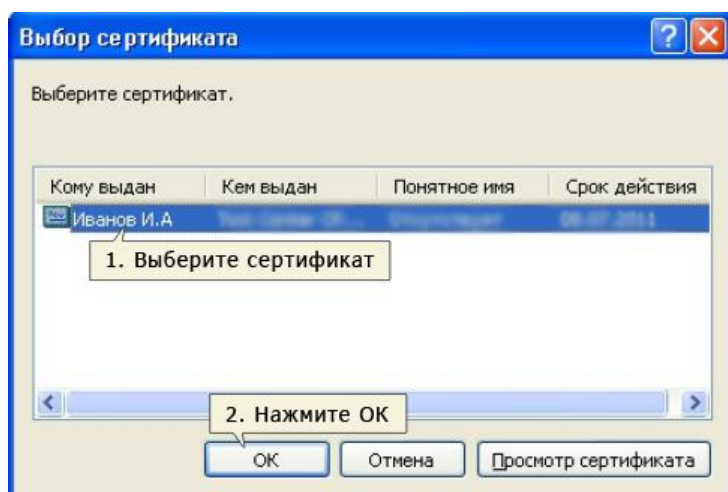 Выбор сертификата
Выберите сертификат.
Кому выдан Кем выдан Понятное имя Срок действия
Иванов И.А
1. Выберите сертификат
2. Нажмите ОК
ОК Отмена Просмотр сертификата